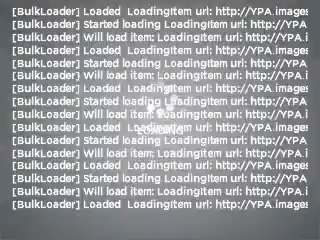 [BulkLoader] Loaded  LoadingItem url: http://YPA.images
[BulkLoader] Started loading LoadingItem url: http://YPA
[BulkLoader] Will load item: LoadingItem url: http://YPA.i
[BulkLoader] Loaded  LoadingItem url: http://YPA.images
[BulkLoader] Started loading LoadingItem url: http://YPA
[BulkLoader] Will load item: LoadingItem url: http://YPA.i
[BulkLoader] Loaded  LoadingItem url: http://YPA.images
[BulkLoader] Started loading LoadingItem url: http://YPA
[BulkLoader] Will load item: LoadingItem url: http://YPA.i
[BulkLoader] Loaded  LoadingItem url: http://YPA.images
LOADING
[BulkLoader] Started loading LoadingItem url: http://YPA
[BulkLoader] Will load item: LoadingItem url: http://YPA.i
[BulkLoader] Loaded  LoadingItem url: http://YPA.images
[BulkLoader] Started loading LoadingItem url: http://YPA
[BulkLoader] Will load item: LoadingItem url: http://YPA.i
[BulkLoader] Loaded  LoadingItem url: http://YPA.images